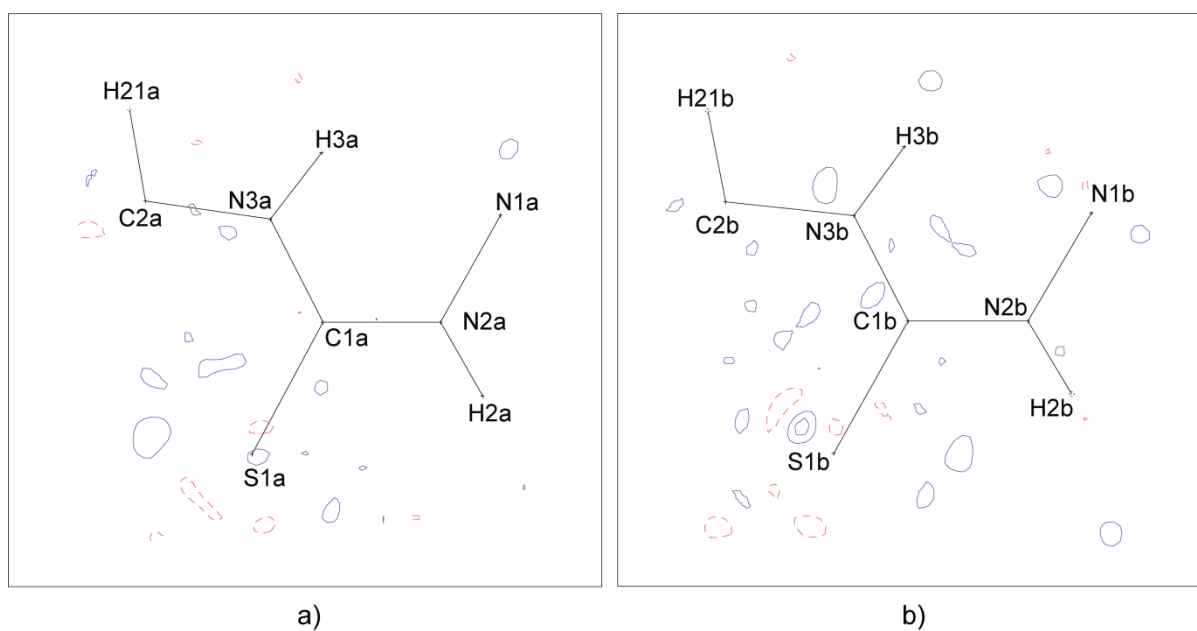 H21a
H3a
N3a
N1a
C2a
C1a
N2a
H2a
S1a
a)
H21b
H3b
N1b
C2b
N3b
N2b
C1b
H2b
S1b
b)